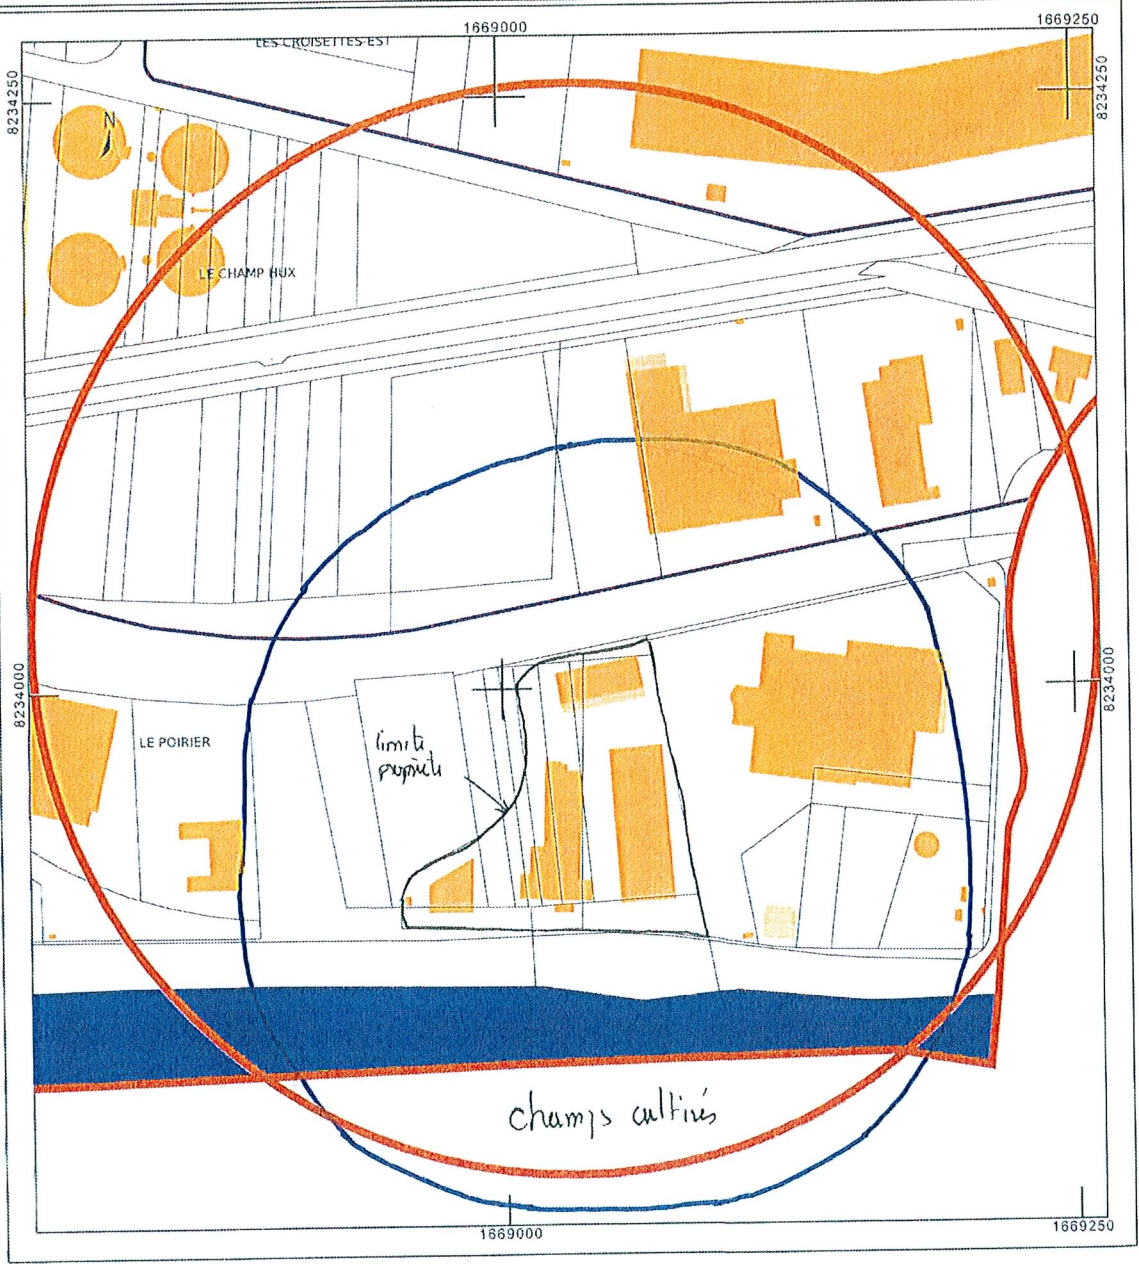 1669000
1669250
LES CROISETTES-EST
8234250
8234250
N
LE CHAMP HUX
8234000
8234000
LE POIRIER
limite
propriété
champs cultivés
1669000
1669250